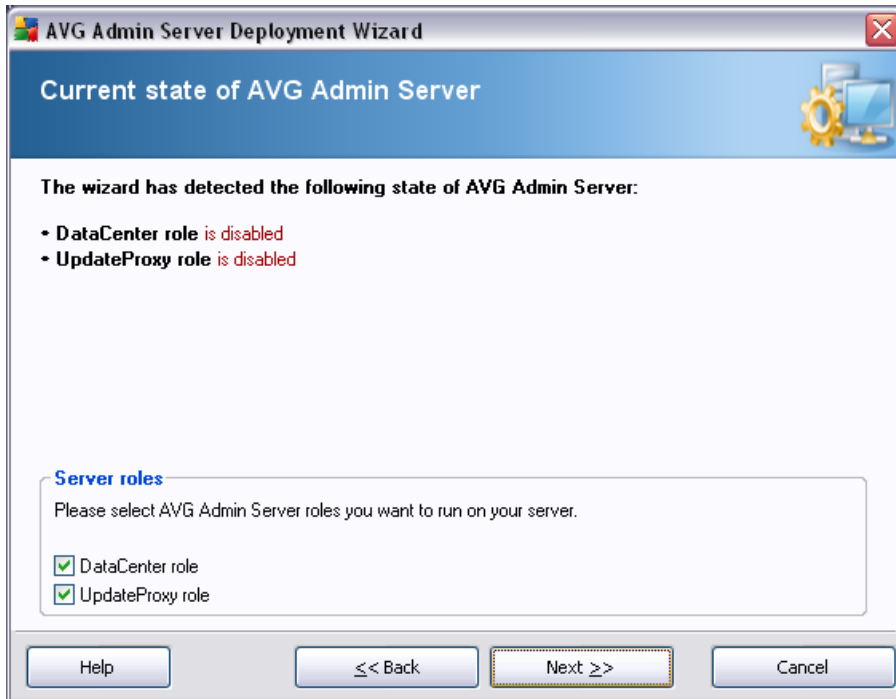 AVG Admin Server Deployment Wizard
Current state of AVG Admin Server
The wizard has detected the following state of AVG Admin Server:
• DataCenter role is disabled
• UpdateProxy role is disabled
Server roles
Please select AVG Admin Server roles you want to run on your server.
DataCenter role
UpdateProxy role
Help
<< Back
Next >>
Cancel